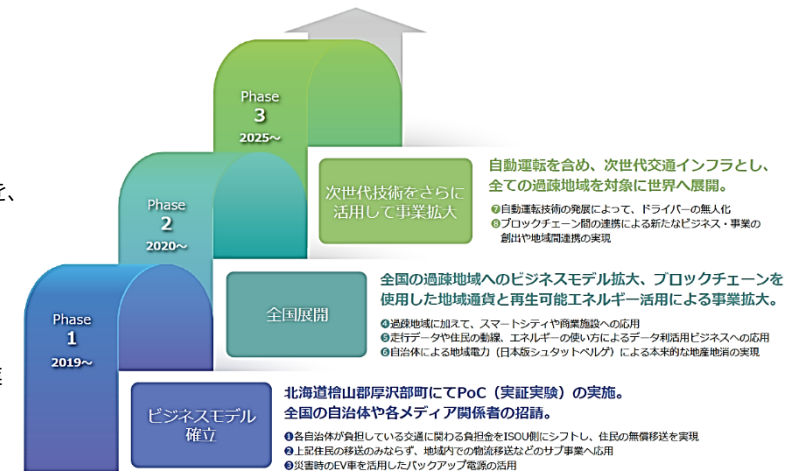 Phase
3
2025~
次世代技術をさらに
活用して事業拡大
自動運転を含め、次世代交通インフラとし、
全ての過疎地域を対象に世界へ展開。
❼自動運転技術の発展によって、ドライバーの無人化
❽ブロックチェーン間の連携による新たなビジネス・事業の
創出や地域間連携の実現
を、
Phase
2
2020~
全国展開
全国の過疎地域へのビジネスモデル拡大、ブロックチェーンを
使用した地域通貨と再生可能エネルギー活用による事業拡大。
❹過疎地域に加えて、スマートシティや商業施設への応用
❺走行データや住民の動線、エネルギーの使い方によるデータ利活用ビジネスへの応用
❻自治体による地域電力（日本版シュタットベルゲ）による本来的な地産地消の実現
Phase
1
2019~
ビジネスモデル
確立
北海道檜山郡厚沢部町にてPoC（実証実験）の実施。
全国の自治体や各メディア関係者の招請。
❶各自治体が負担している交通に関わる負担金をISOU側にシフトし、住民の無償移送を実現
❷上記住民の移送のみならず、地域内での物流移送などのサブ事業へ応用
❸災害時のEV車を活用したバックアップ電源の活用